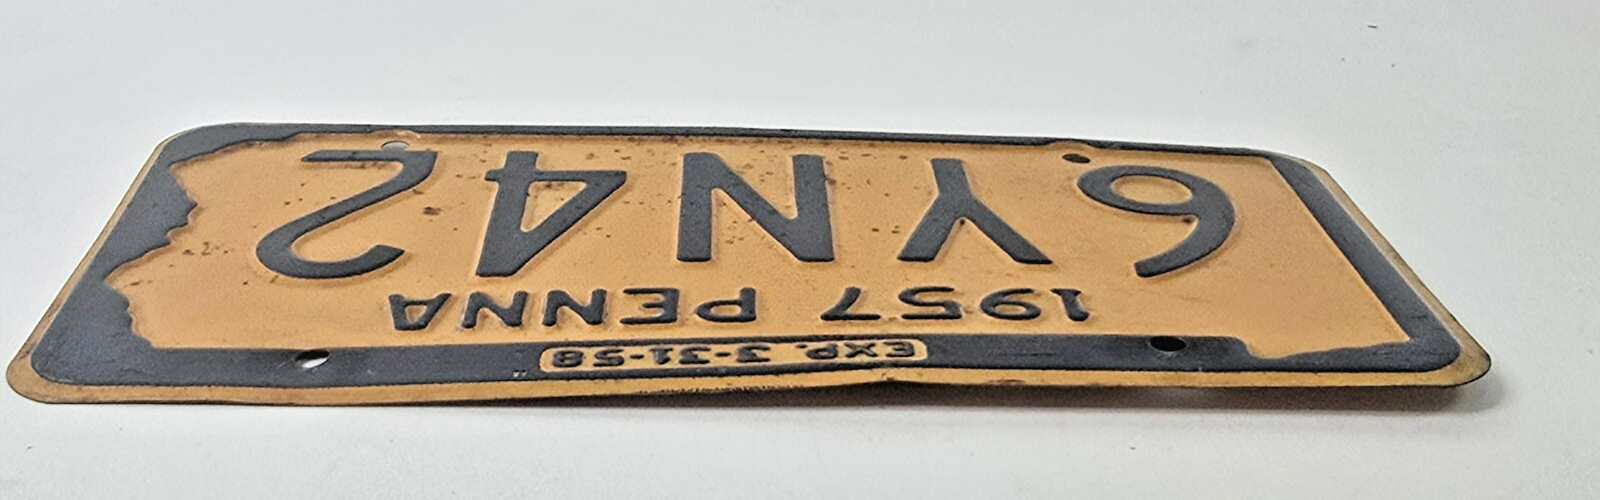 EXP. 3-31-58
1957 PENNA
6YN42